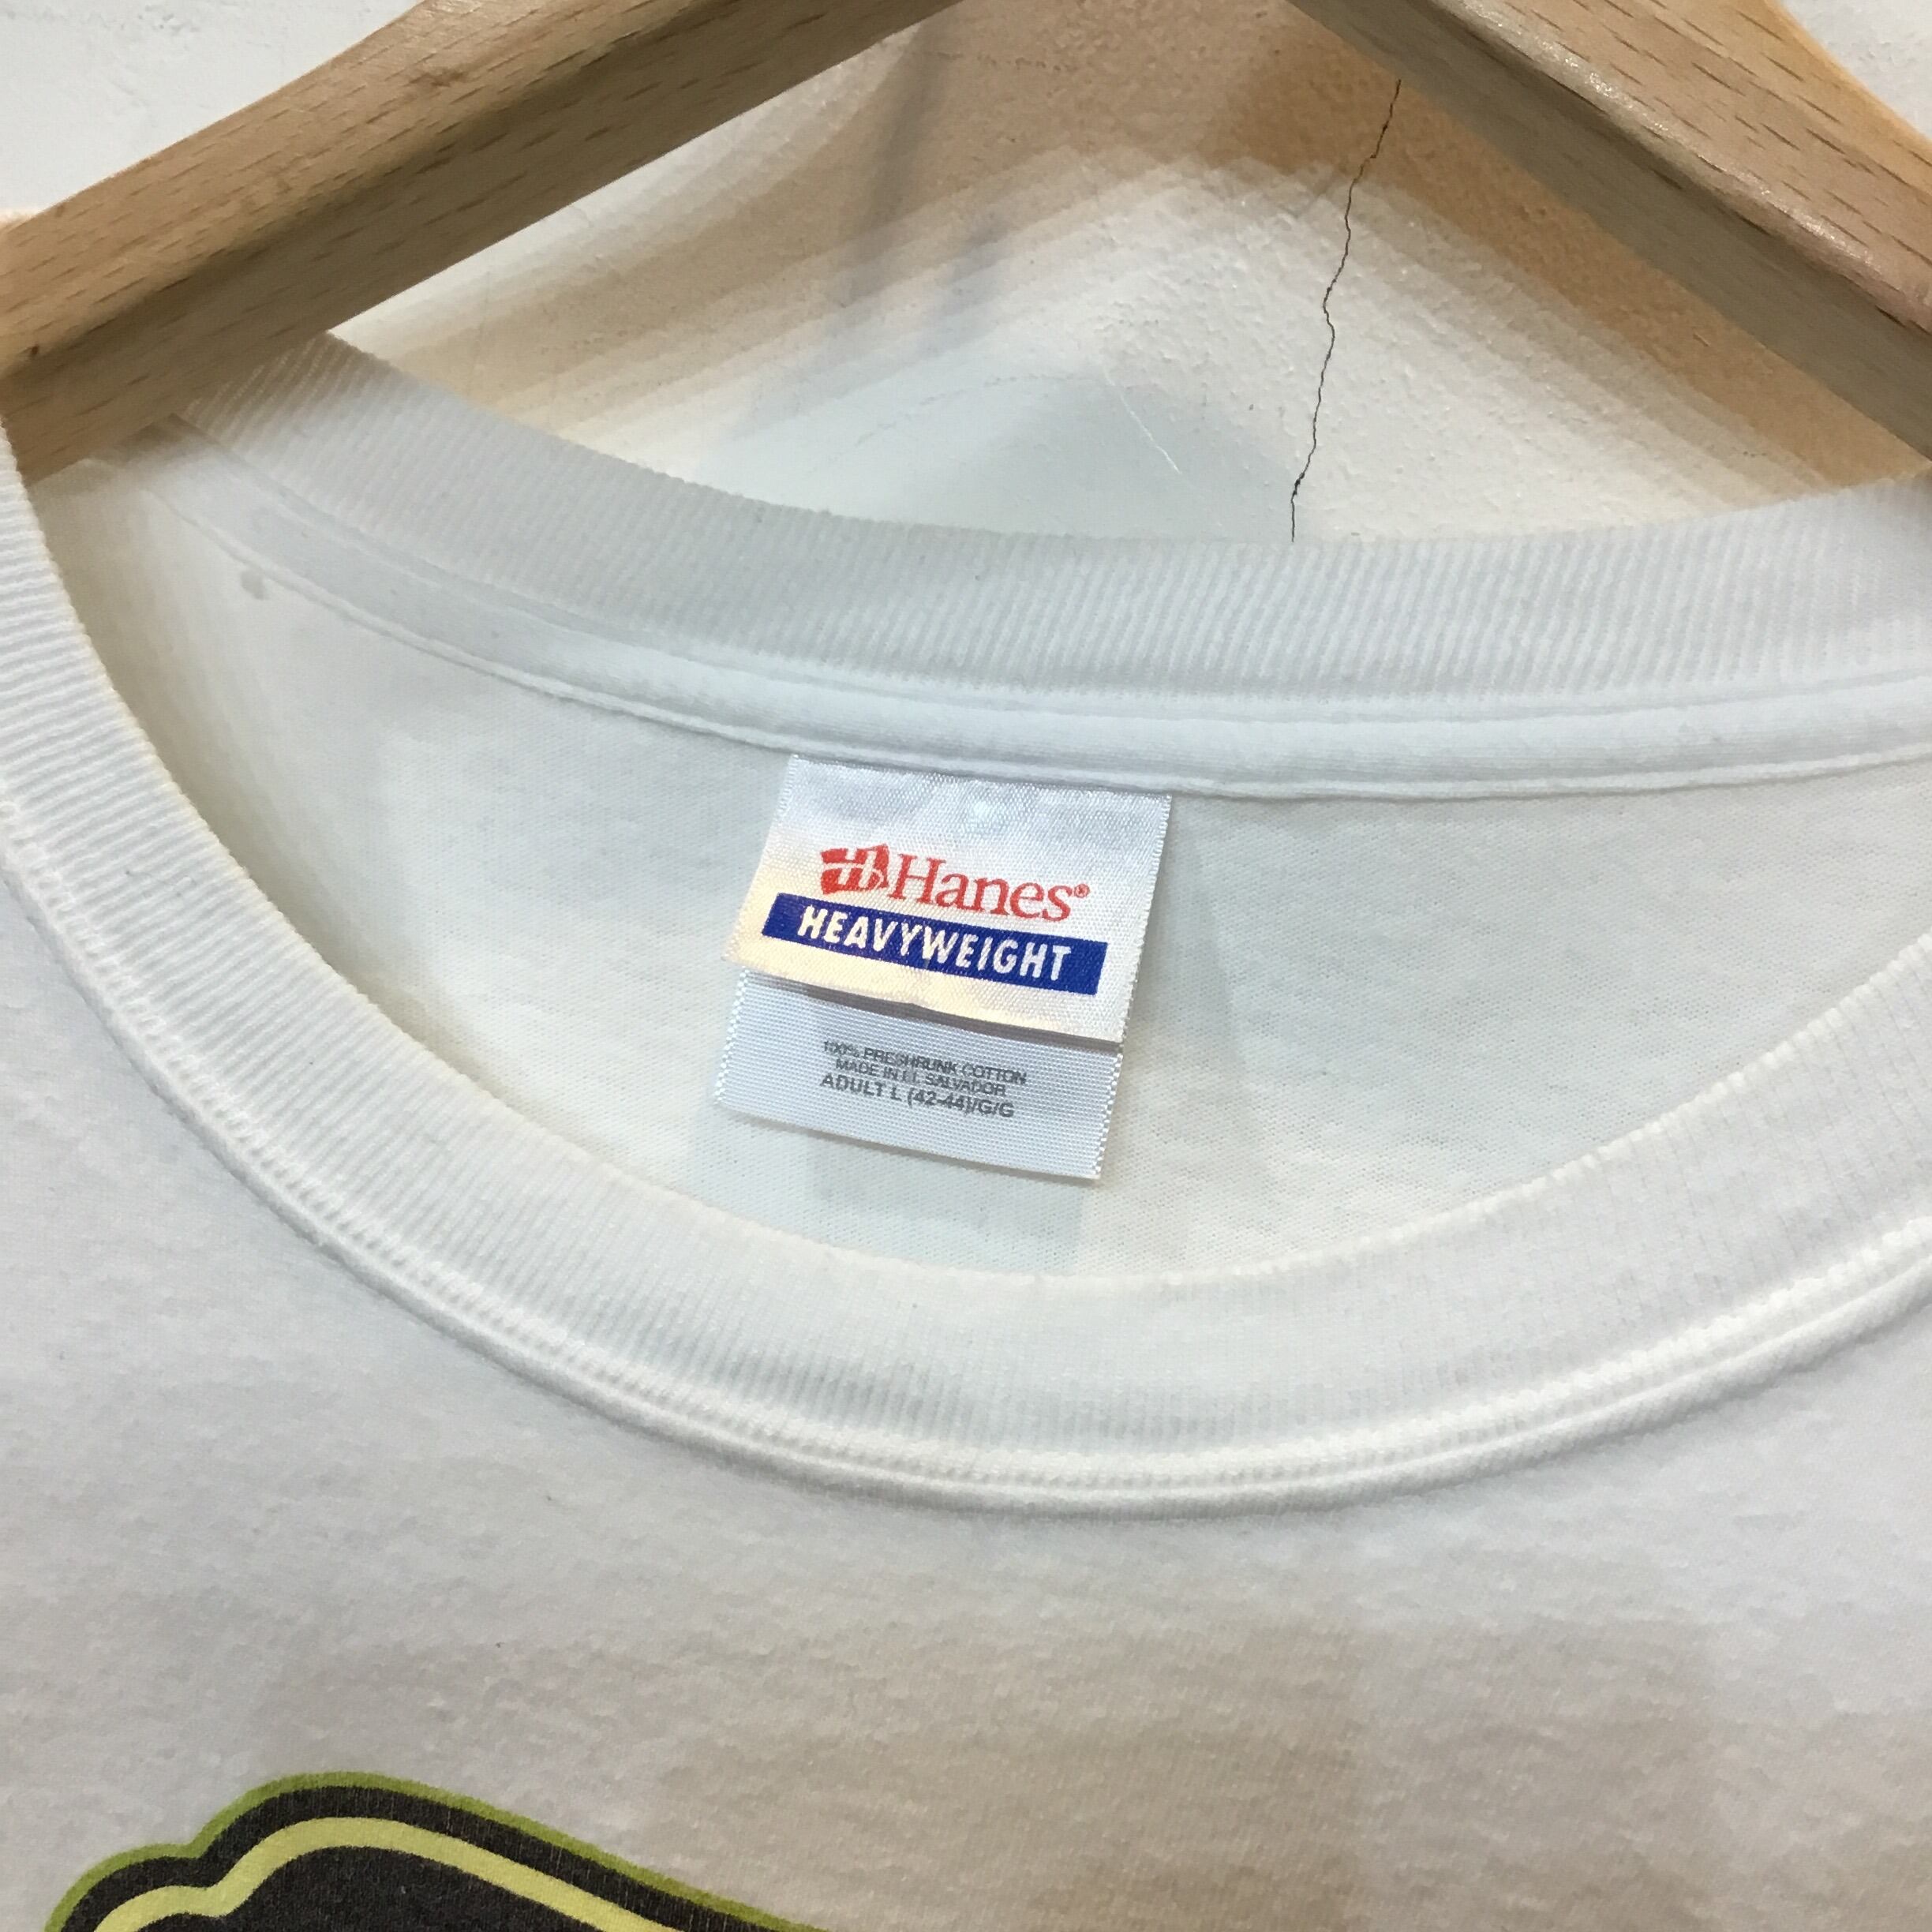 Hanes®
HEAVYWEIGHT
100% PRESHRUNK COTTON
MADE IN EL SALVADOR
ADULT L (42-44)/G/G